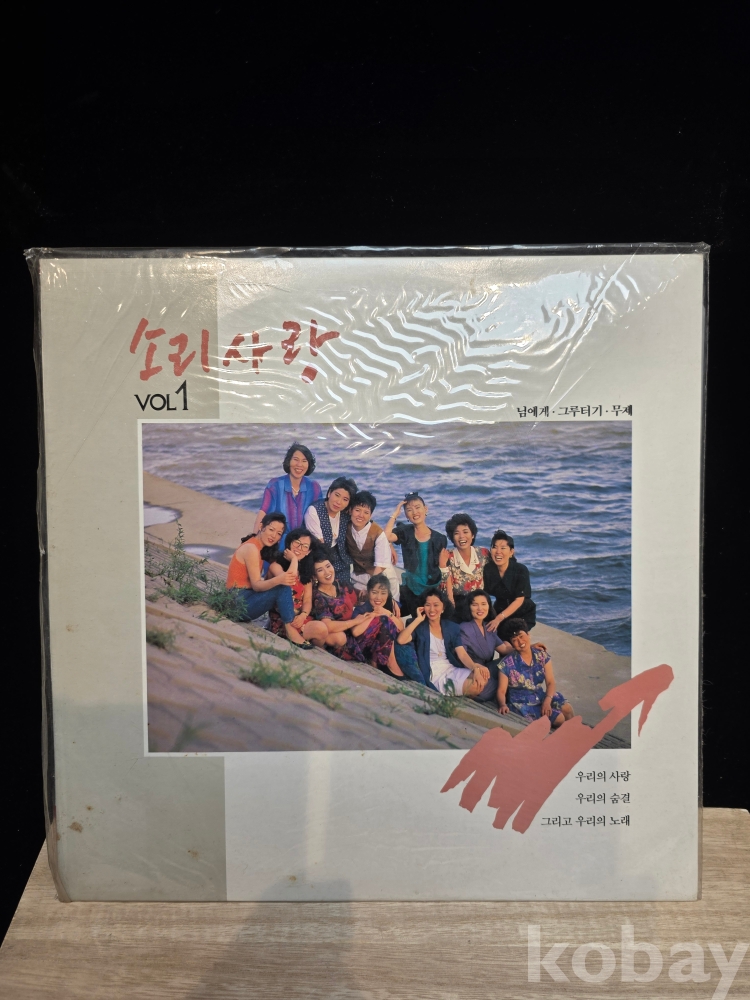 소리사랑
VOL1
님에게·그루터기·무제
우리의 사랑
우리의 숨결
그리고 우리의 노래
kobay